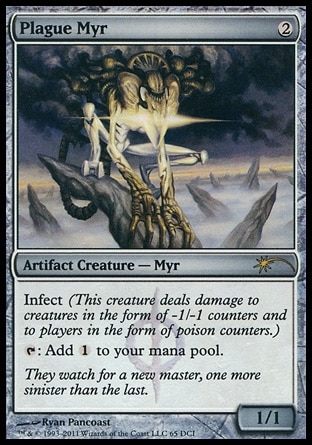 Plague Myr 2
Artifact Creature — Myr
Infect (This creature deals damage to
creatures in the form of -1/-1 counters and
to players in the form of poison counters.)
: Add 1 to your mana pool.
They watch for a new master, one more
sinister than the last.
Ryan Pancoast
™ & © 1993-2011 Wizards of the Coast LLC 65 DCI
1/1